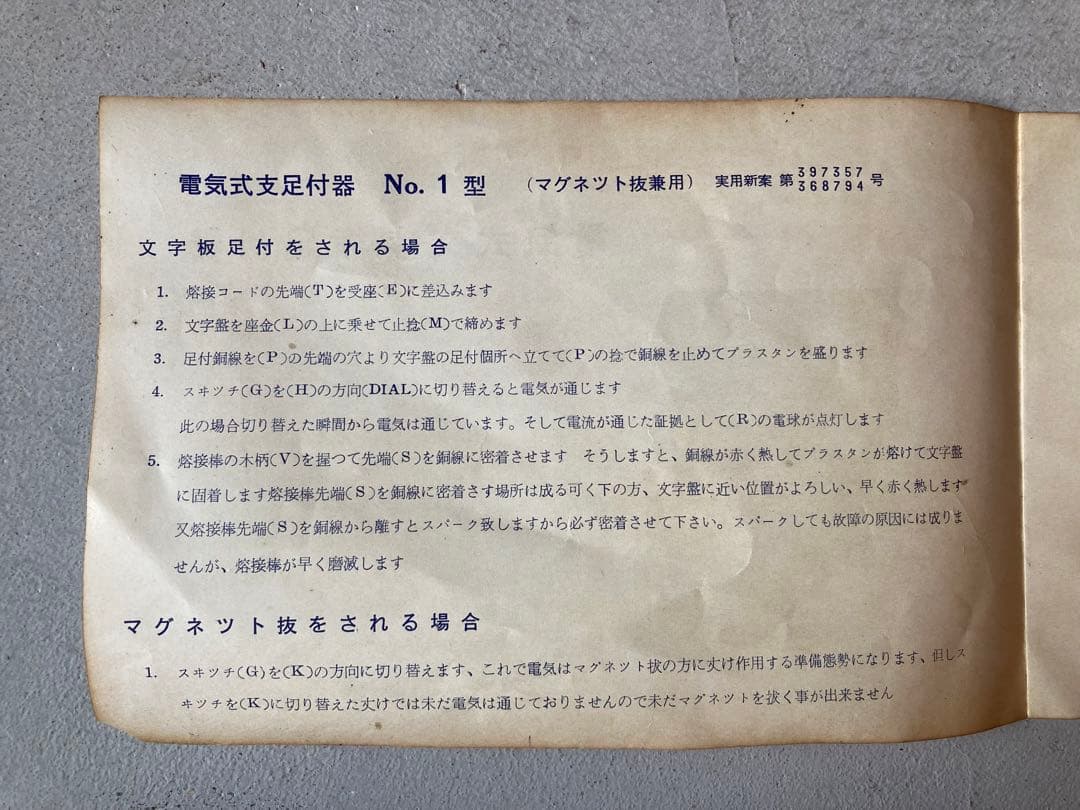 電気式支足付器 No. 1 型 (マグネツト抜兼用) 実用新案 第 397357 368794 号
文字板足付をされる場合
1. 熔接コードの先端(T)を受座(E)に差込みます
2. 文字盤を座金(L)の上に乗せて止捻(M)で締めます
3. 足付銅線を(P)の先端の穴より文字盤の足付個所へ立てて(P)の捻で銅線を止めてプラスタンを盛ります
4. スヰツチ(G)を(H)の方向(DIAL)に切り替えると電気が通じます
此の場合切り替えた瞬間から電気は通じています。そして電流が通じた証拠として(R)の電球が点灯します
5. 熔接棒の木柄(V)を握つて先端(S)を銅線に密着させます そうしますと、銅線が赤く熱してプラスタンが熔けて文字盤
に固着します熔接棒先端(S)を銅線に密着さす場所は成る可く下の方、文字盤に近い位置がよろしい、早く赤く熱します
又熔接棒先端(S)を銅線から離すとスパーク致しますから必ず密着させて下さい。スパークしても故障の原因には成りま
せんが、熔接棒が早く磨滅します
マグネツト抜をされる場合
1. スヰツチ(G)を(K)の方向に切り替えます、これで電気はマグネツト抜の方に丈け作用する準備態勢になります、但しス
ヰツチを(K)に切り替えた丈けでは未だ電気は通じておりませんので未だマグネツトを抜く事が出来ません